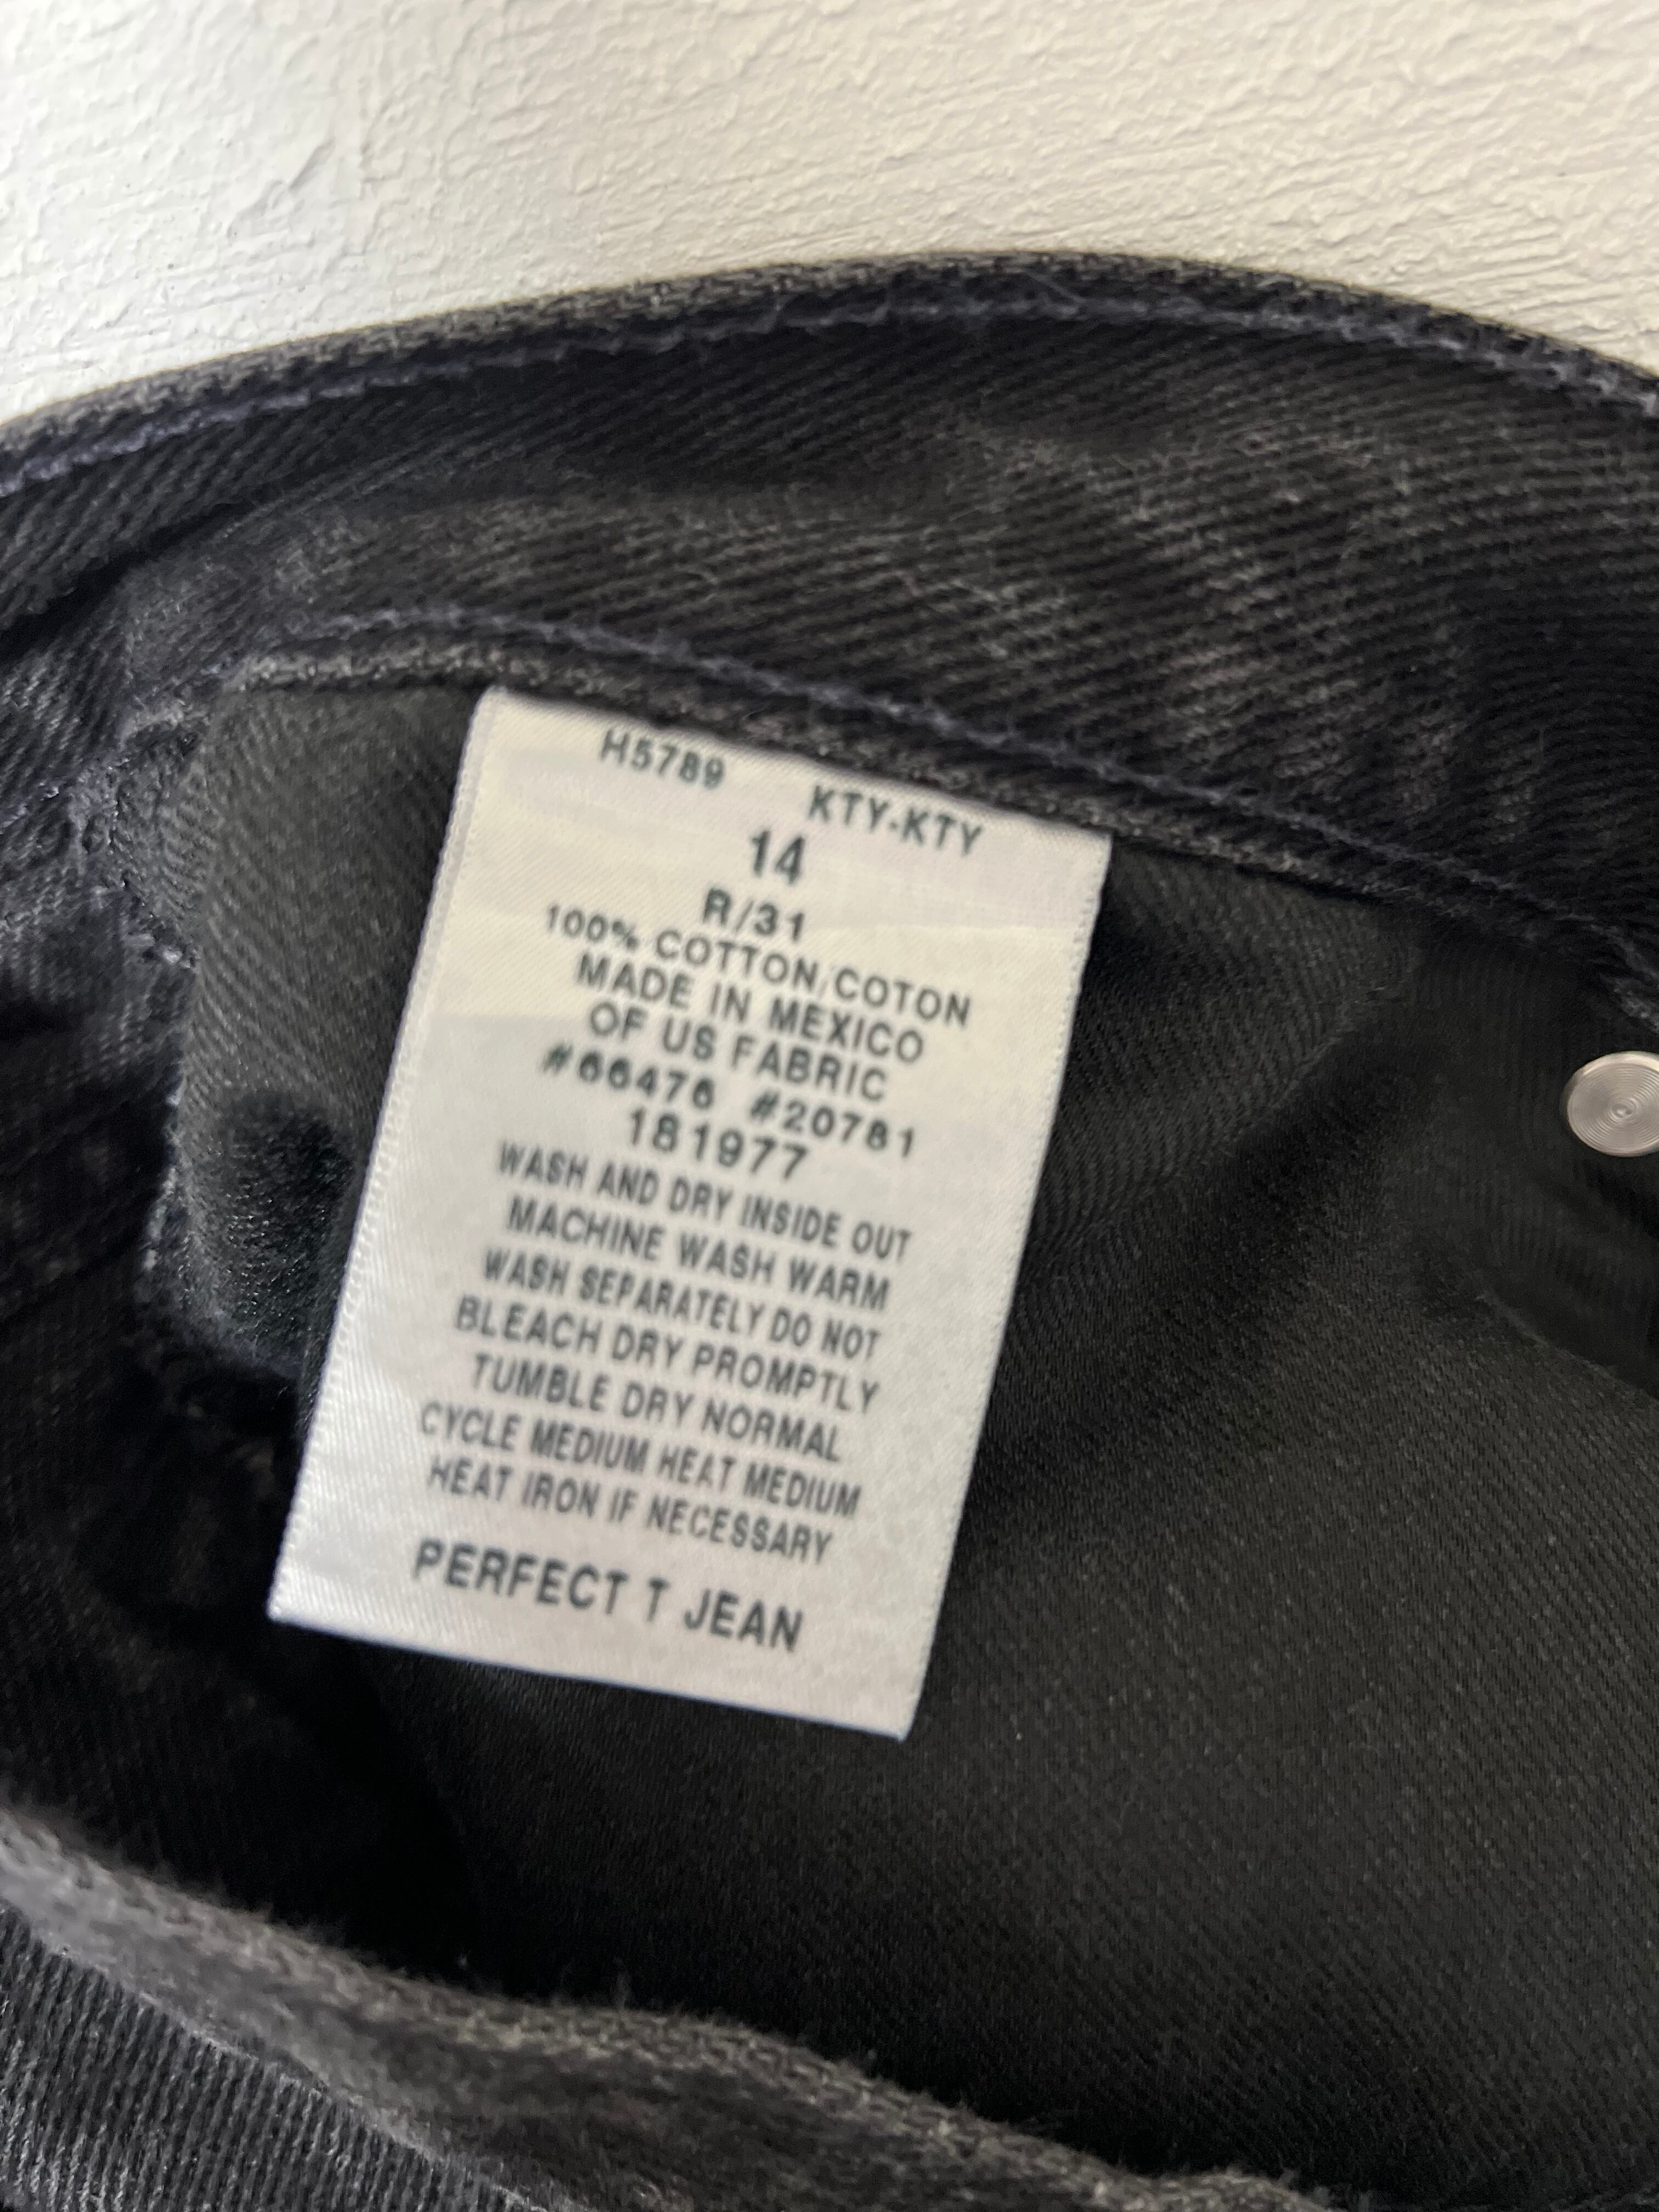 H5789 KTY-KTY
14
R/31
100% COTTON/COTON
MADE IN MEXICO
OF US FABRIC
#66476 #20781
181977
WASH AND DRY INSIDE OUT
MACHINE WASH WARM
WASH SEPARATELY DO NOT
BLEACH DRY PROMPTLY
TUMBLE DRY NORMAL
CYCLE MEDIUM HEAT MEDIUM
HEAT IRON IF NECESSARY
PERFECT T JEAN